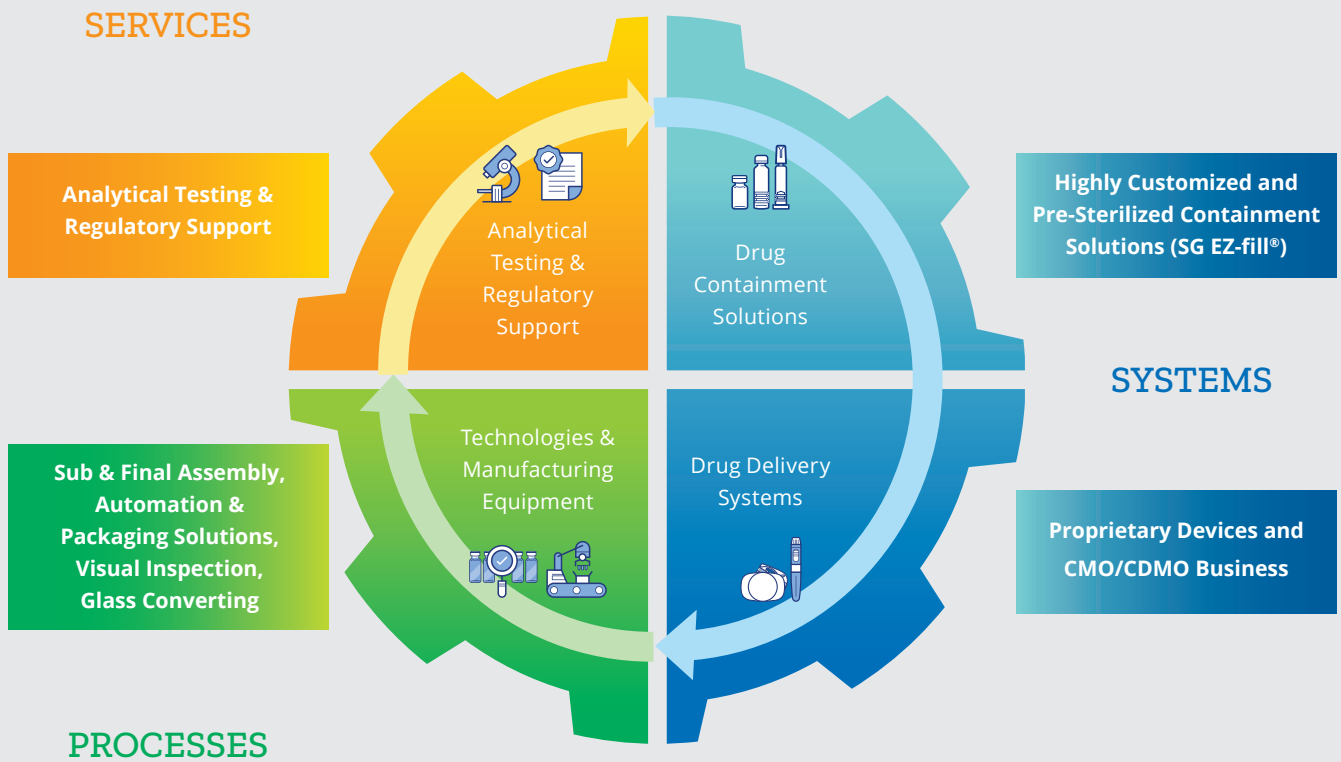 SERVICES
Analytical Testing &
Regulatory Support
Analytical
Testing &
Regulatory
Support
Drug
Containment
Solutions
Highly Customized and
Pre-Sterilized Containment
Solutions (SG EZ-fill®)
SYSTEMS
Sub & Final Assembly,
Automation &
Packaging Solutions,
Visual Inspection,
Glass Converting
Technologies &
Manufacturing
Equipment
Drug Delivery
Systems
Proprietary Devices and
CMO/CDMO Business
PROCESSES